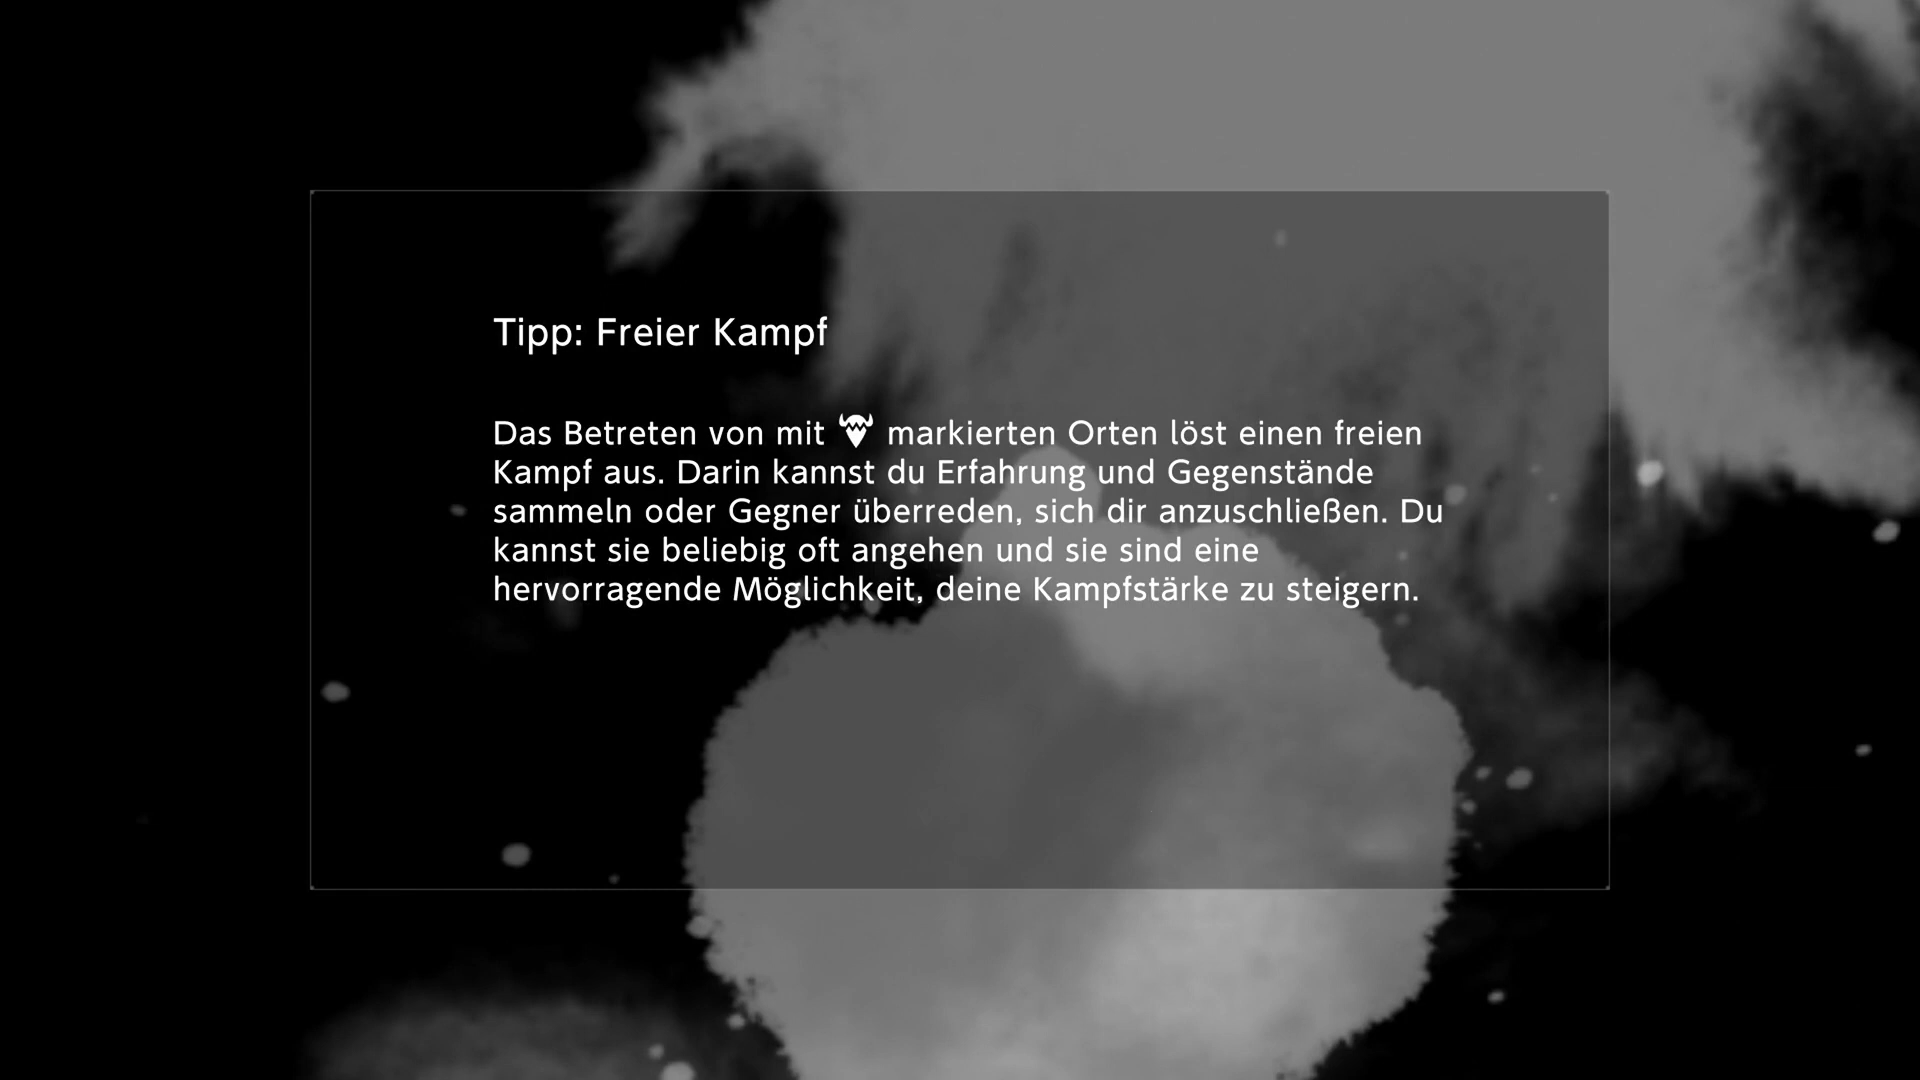 Tipp: Freier Kampf
Das Betreten von mit markierten Orten löst einen freien
Kampf aus. Darin kannst du Erfahrung und Gegenstände
sammeln oder Gegner überreden, sich dir anzuschließen. Du
kannst sie beliebig oft angehen und sie sind eine
hervorragende Möglichkeit, deine Kampfstärke zu steigern.